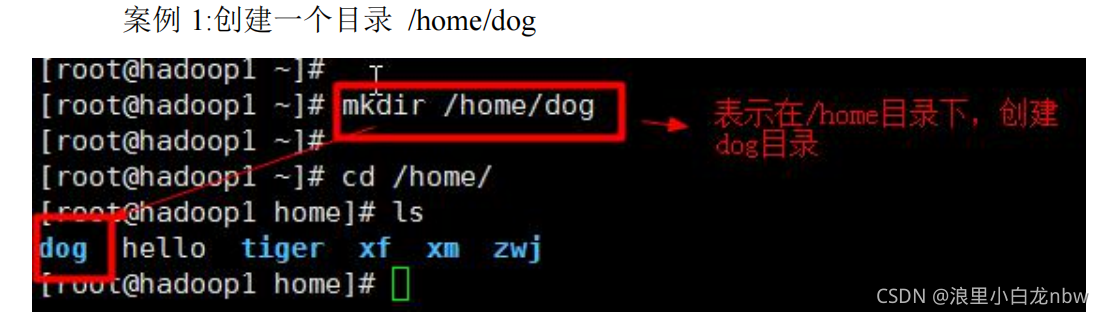 案例 1:创建一个目录 /home/dog
[root@hadoop1 ~]#
[root@hadoop1 ~]# mkdir /home/dog
表示在/home目录下，创建
dog目录
[root@hadoop1 ~]#
[root@hadoop1 ~]# cd /home/
[root@hadoop1 home]# ls
dog hello tiger xf xm zwj
[root@hadoop1 home]#
CSDN @浪里小白龙nbw